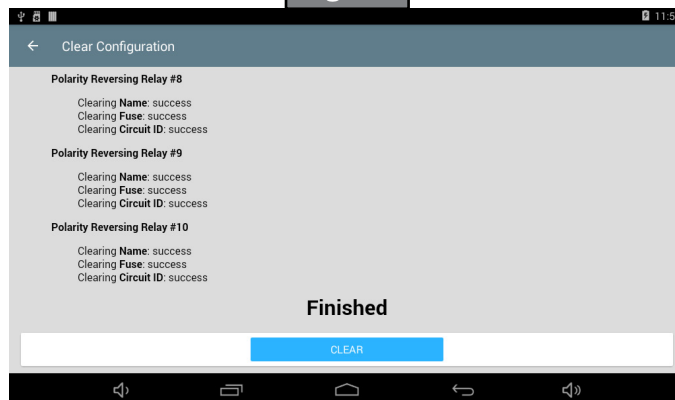 11:5
Clear Configuration
Polarity Reversing Relay #8
Clearing Name: success
Clearing Fuse: success
Clearing Circuit ID: success
Polarity Reversing Relay #9
Clearing Name: success
Clearing Fuse: success
Clearing Circuit ID: success
Polarity Reversing Relay #10
Clearing Name: success
Clearing Fuse: success
Clearing Circuit ID: success
Finished
CLEAR